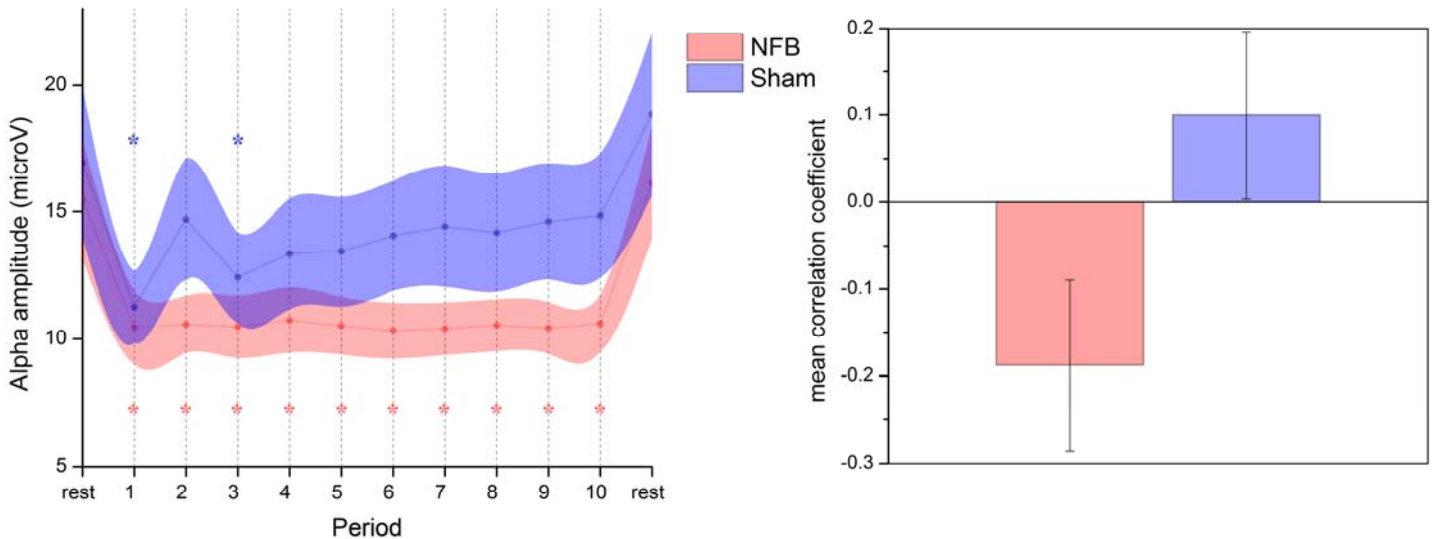 Alpha amplitude (microV)
20
15
10
5
* *
* * * * * * * * * *
rest 1 2 3 4 5 6 7 8 9 10 rest
Period
NFB
Sham
mean correlation coefficient
0.2
0.1
0.0
-0.1
-0.2
-0.3